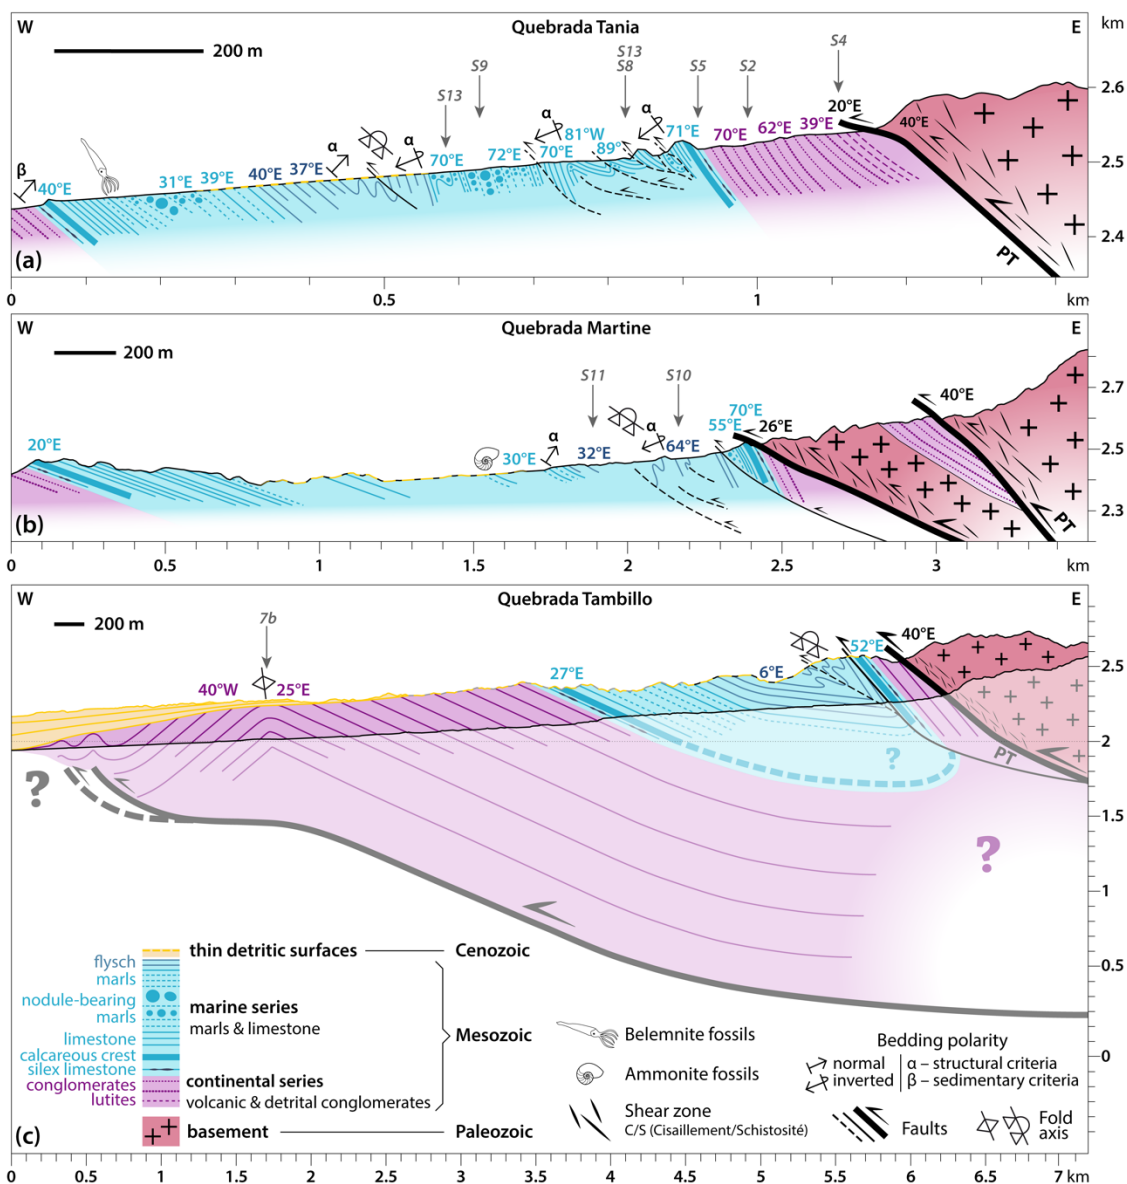 W Quebrada Tania E km
200 m
S13 S4
S9 S8 S5 S2
S13
2.6
20°E
α α 81°W 71°E 70°E 62°E 39°E 40°E
β α α 70°E 72°E 70°E 89°
40°E 31°E 39°E 40°E 37°E
2.5
2.4
PT
(a)
0 0.5 1 km
W Quebrada Martine E
200 m
S11 S10
40°E
2.7
70°E
20°E α α 55°E 26°E
30°E 32°E 64°E
2.5
2.3
PT
(b)
0 0.5 1 1.5 2 2.5 3 km
W Quebrada Tambillo E
200 m
7b
40°E
52°E
40°W 25°E 27°E 6°E
2.5
2
? PT
?
1.5
?
1
0.5
0
thin detritic surfaces Cenozoic
flysch
marls
nodule-bearing
marls
marine series
marls & limestone
Mesozoic
limestone
calcareous crest
silex limestone
conglomerates
lutites
continental series
volcanic & detrital conglomerates
basement Paleozoic
Belemnite fossils
Ammonite fossils
Shear zone
C/S (Cisaillement/Schistosité)
Bedding polarity
normal α – structural criteria
inverted β – sedimentary criteria
Faults
Fold
axis
(c)
0 0.5 1 1.5 2 2.5 3 3.5 4 4.5 5 5.5 6 6.5 7 km